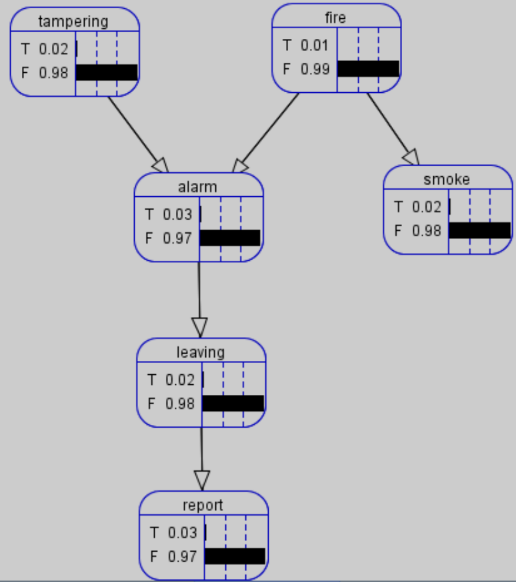 tampering
T 0.02
F 0.98
fire
T 0.01
F 0.99
alarm
T 0.03
F 0.97
smoke
T 0.02
F 0.98
leaving
T 0.02
F 0.98
report
T 0.03
F 0.97